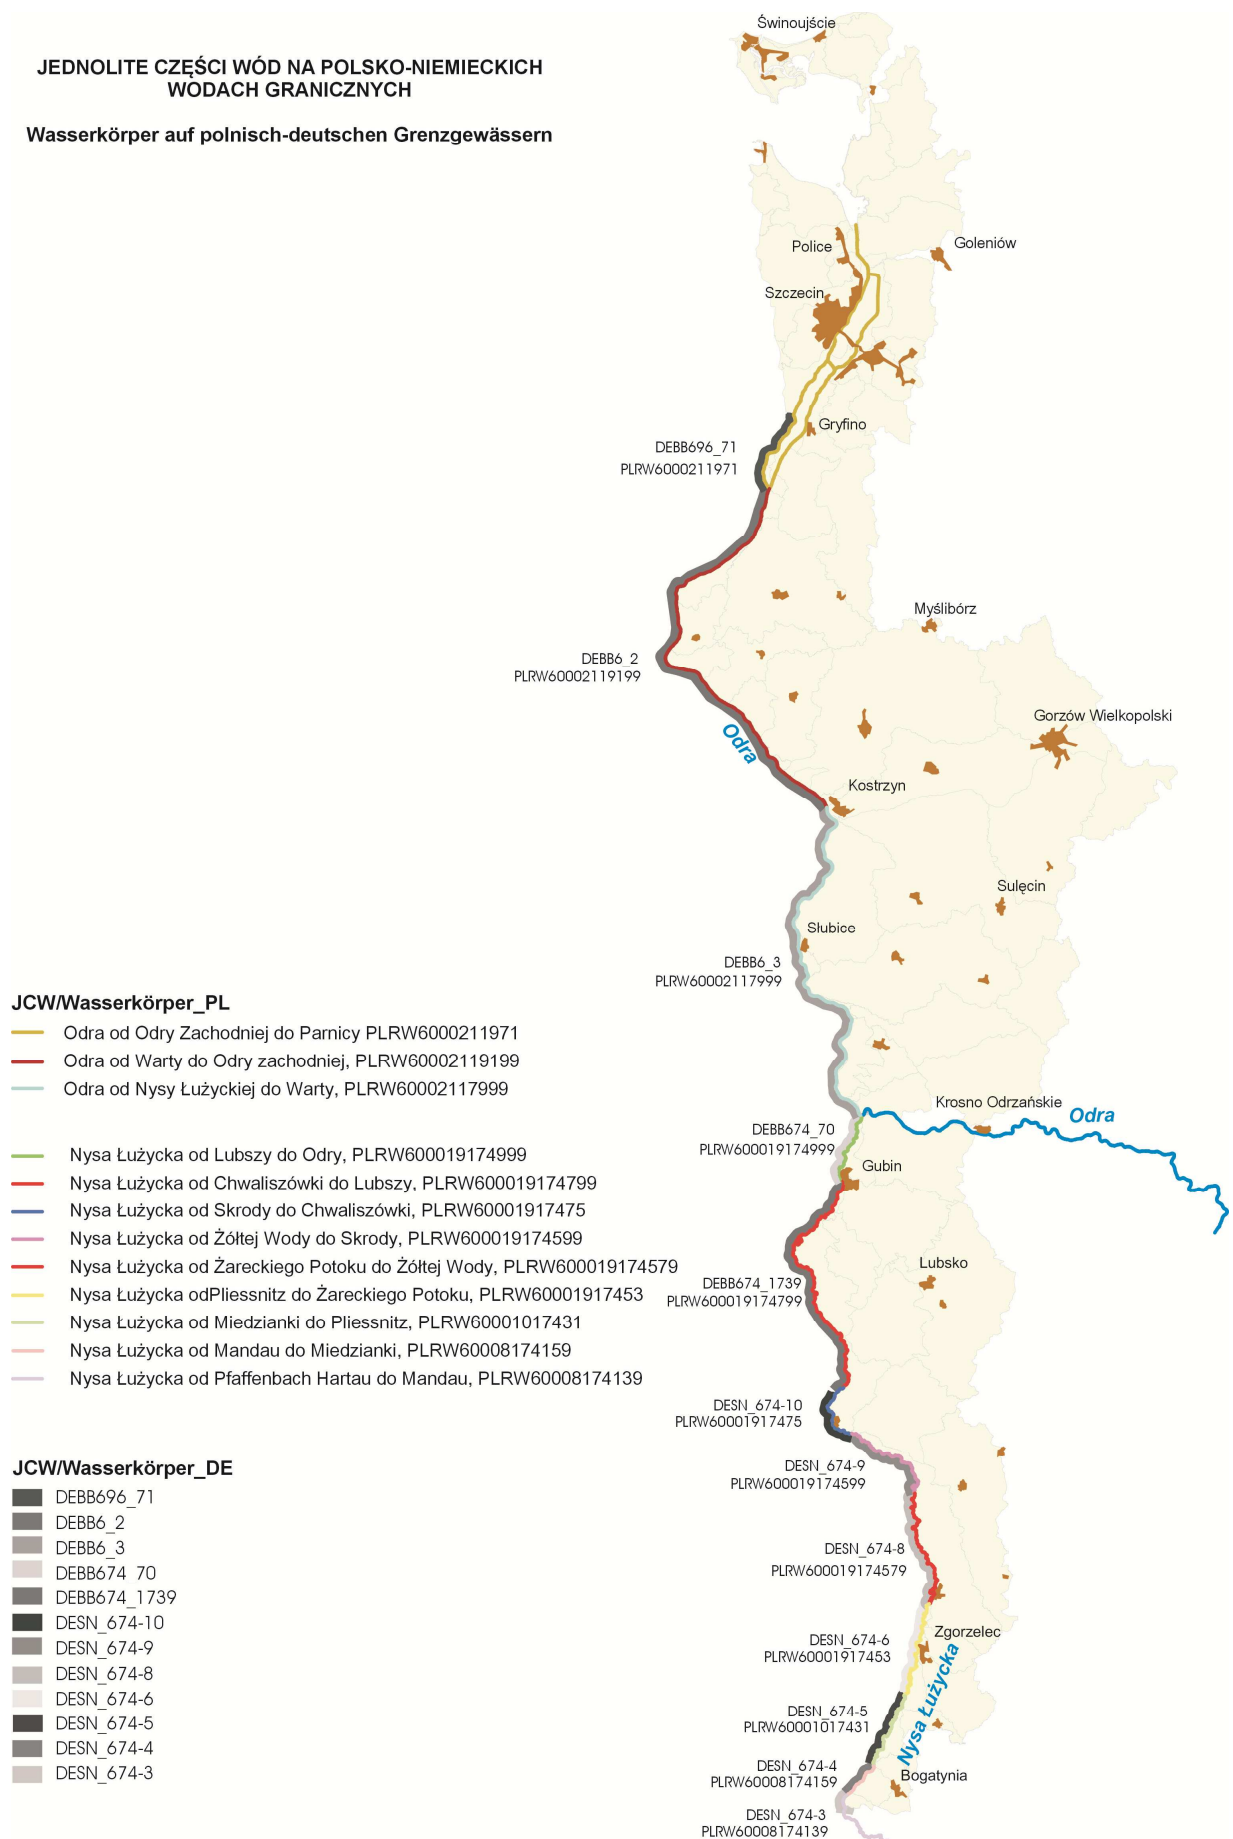 JEDNOLITE CZĘŚCI WÓD NA POLSKO-NIEMIECKICH
WODACH GRANICZNYCH
Wasserkörper auf polnisch-deutschen Grenzgewässern
Świnoujście
Police
Goleniów
Szczecin
Gryfino
DEBB696_71
PLRW6000211971
Myślibórz
DEBB6_2
PLRW60002119199
Gorzów Wielkopolski
Odra
Kostrzyn
Sulęcin
Słubice
DEBB6_3
PLRW60002117999
Krosno Odrzańskie
Odra
DEBB674_70
PLRW600019174999
Gubin
Lubsko
DEBB674_1739
PLRW600019174799
DESN_674-10
PLRW60001917475
DESN_674-9
PLRW600019174599
DESN_674-8
PLRW600019174579
Zgorzelec
DESN_674-6
PLRW60001917453
Nysa Łużycka
DESN_674-5
PLRW60001017431
DESN_674-4
PLRW60008174159
Bogatynia
DESN_674-3
PLRW60008174139
JCW/Wasserkörper_PL
Odra od Odry Zachodniej do Parnicy PLRW6000211971
Odra od Warty do Odry zachodniej, PLRW60002119199
Odra od Nysy Łużyckiej do Warty, PLRW60002117999
Nysa Łużycka od Lubszy do Odry, PLRW600019174999
Nysa Łużycka od Chwaliszówki do Lubszy, PLRW600019174799
Nysa Łużycka od Skrody do Chwaliszówki, PLRW60001917475
Nysa Łużycka od Żółtej Wody do Skrody, PLRW600019174599
Nysa Łużycka od Żareckiego Potoku do Żółtej Wody, PLRW600019174579
Nysa Łużycka odPliessnitz do Żareckiego Potoku, PLRW60001917453
Nysa Łużycka od Miedzianki do Pliessnitz, PLRW60001017431
Nysa Łużycka od Mandau do Miedzianki, PLRW60008174159
Nysa Łużycka od Pfaffenbach Hartau do Mandau, PLRW60008174139
JCW/Wasserkörper_DE
DEBB696_71
DEBB6_2
DEBB6_3
DEBB674_70
DEBB674_1739
DESN_674-10
DESN_674-9
DESN_674-8
DESN_674-6
DESN_674-5
DESN_674-4
DESN_674-3